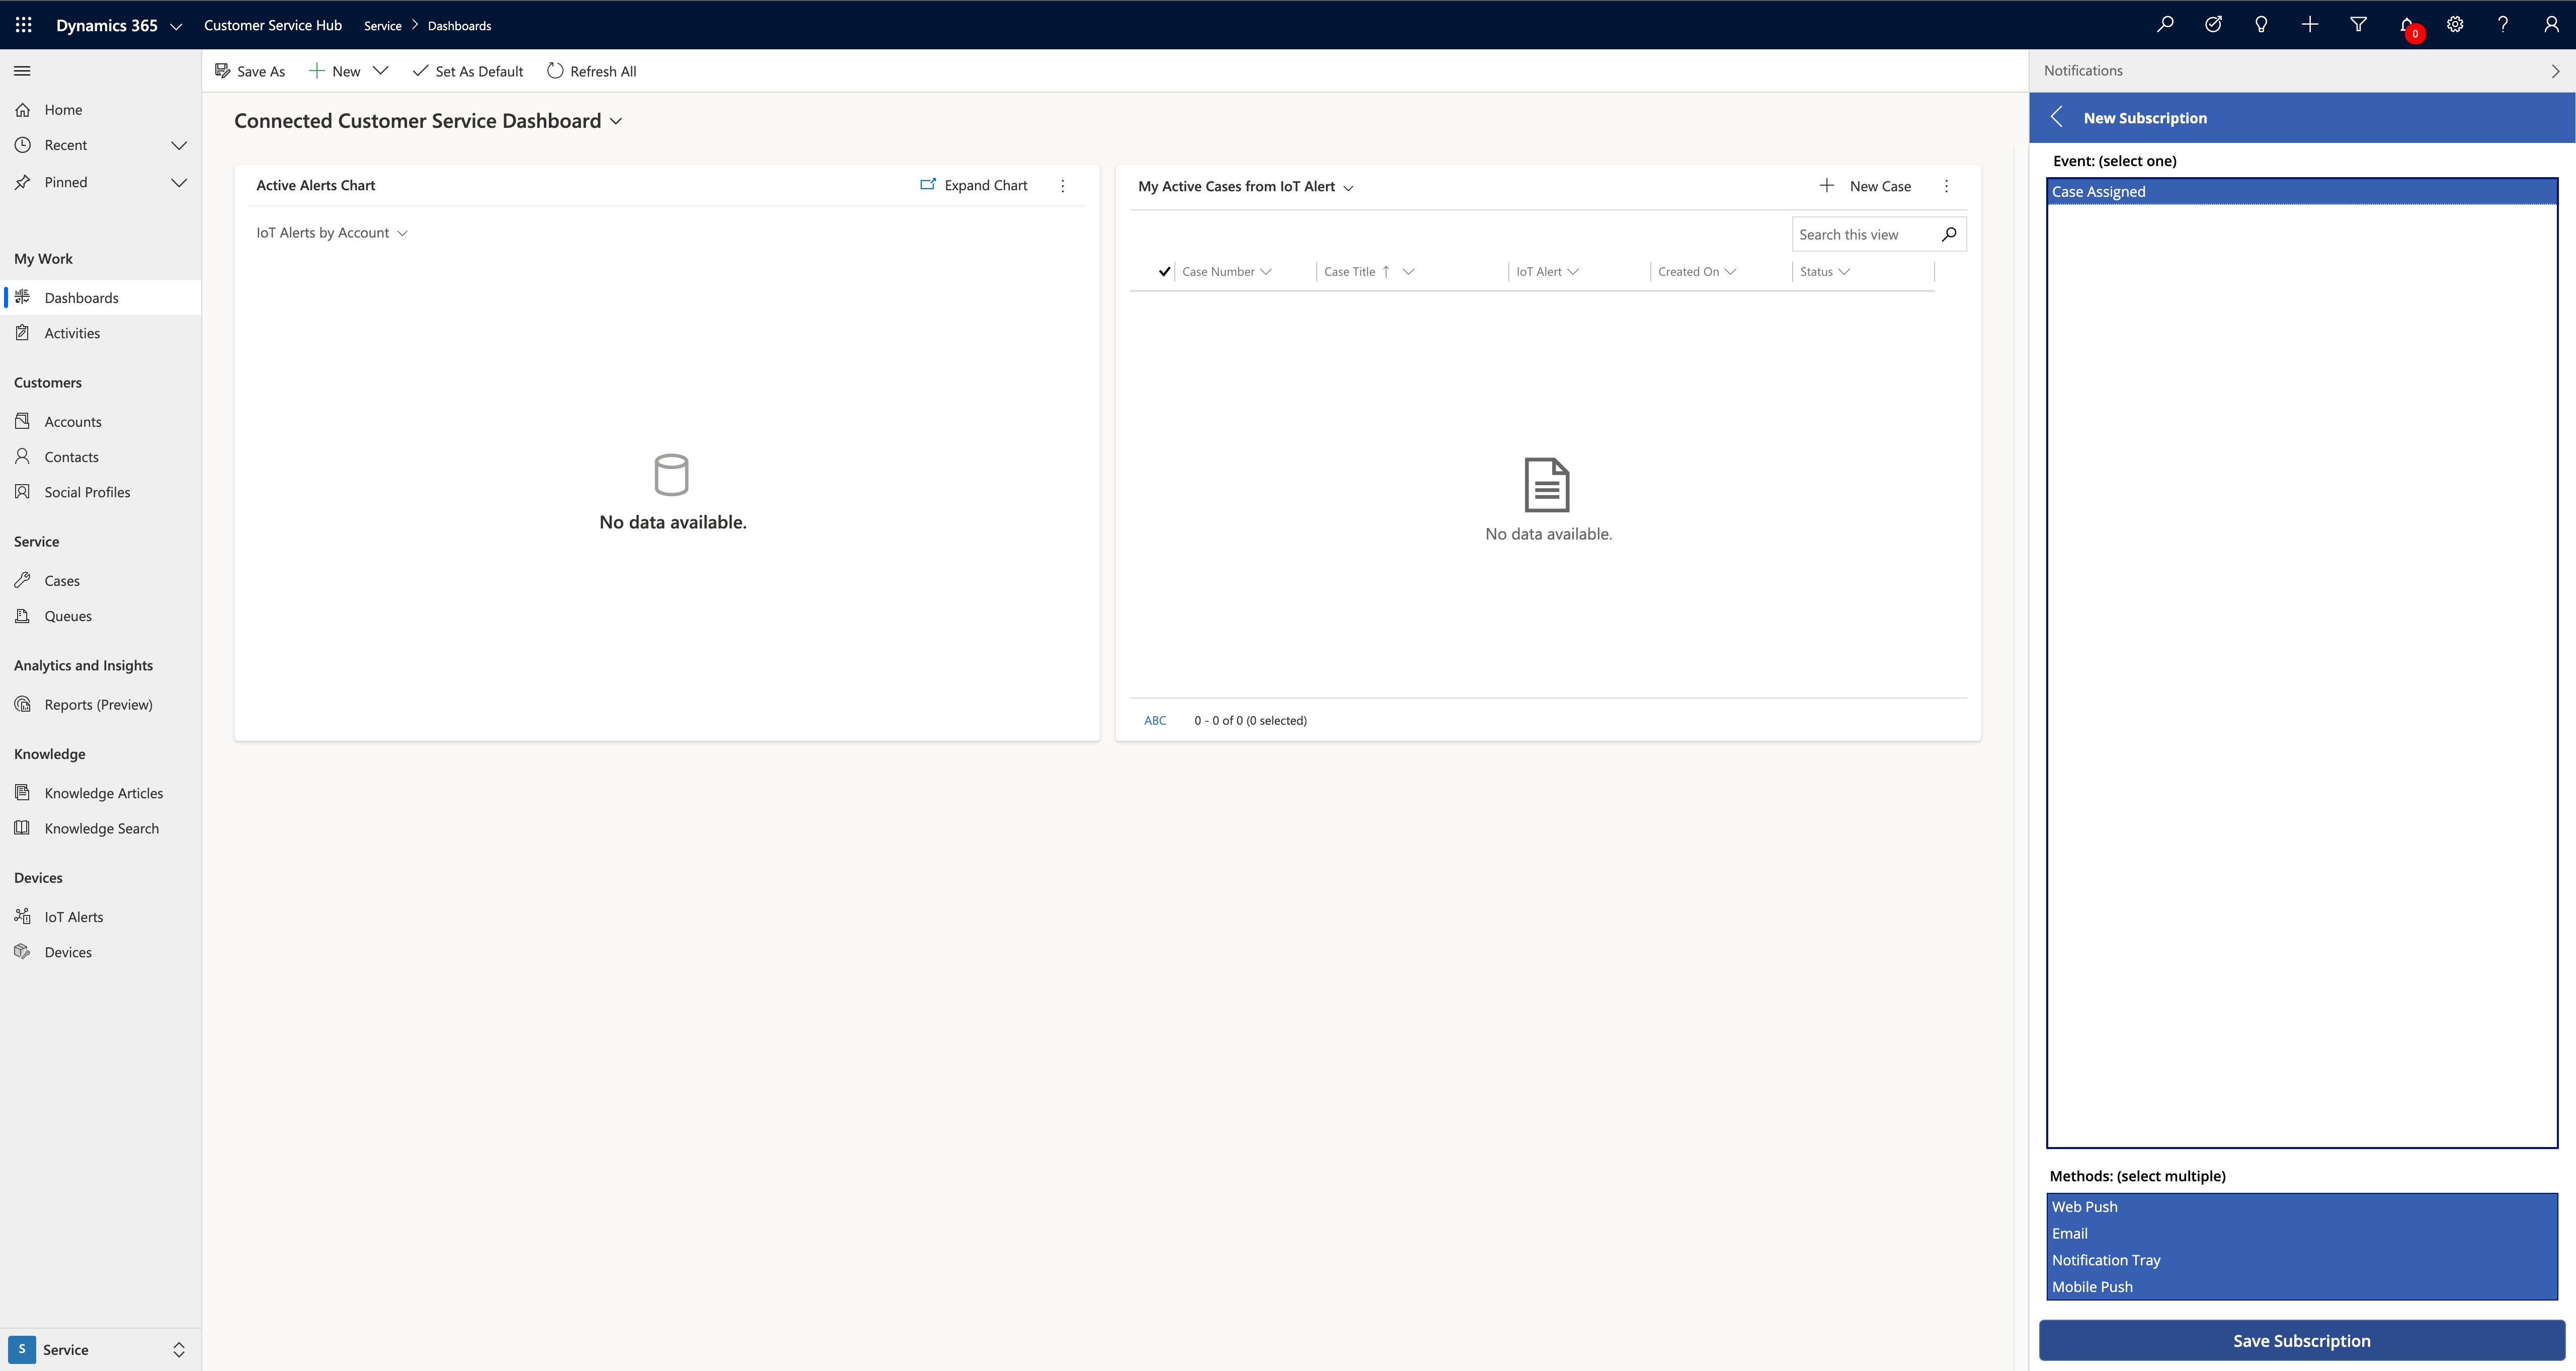 Dynamics 365
Customer Service Hub
Service > Dashboards
0
Save As
New
Set As Default
Refresh All
Home
Recent
Pinned
My Work
Dashboards
Activities
Customers
Accounts
Contacts
Social Profiles
Service
Cases
Queues
Analytics and Insights
Reports (Preview)
Knowledge
Knowledge Articles
Knowledge Search
Devices
IoT Alerts
Devices
S Service
Connected Customer Service Dashboard
Active Alerts Chart
Expand Chart
IoT Alerts by Account
No data available.
My Active Cases from IoT Alert
New Case
Search this view
Case Number
Case Title
IoT Alert
Created On
Status
No data available.
ABC
0 - 0 of 0 (0 selected)
Notifications
New Subscription
Event: (select one)
Case Assigned
Methods: (select multiple)
Web Push
Email
Notification Tray
Mobile Push
Save Subscription